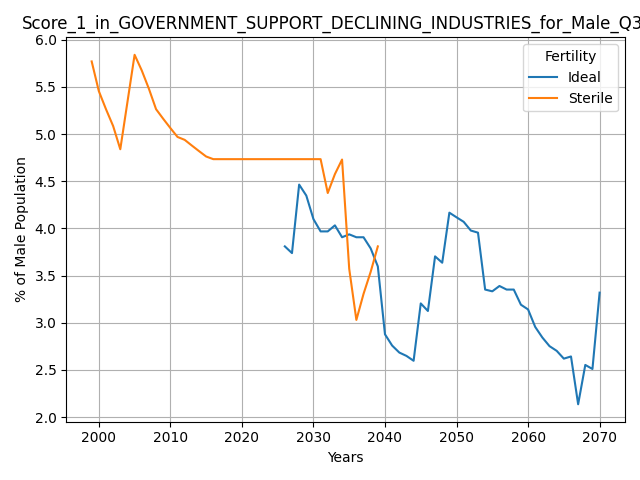 Score_1_in_GOVERNMENT_SUPPORT_DECLINING_INDUSTRIES_for_Male_Q3
6.0
5.5
5.0
4.5
4.0
3.5
3.0
2.5
2.0
% of Male Population
Fertility
Ideal
Sterile
2000 2010 2020 2030 2040 2050 2060 2070
Years